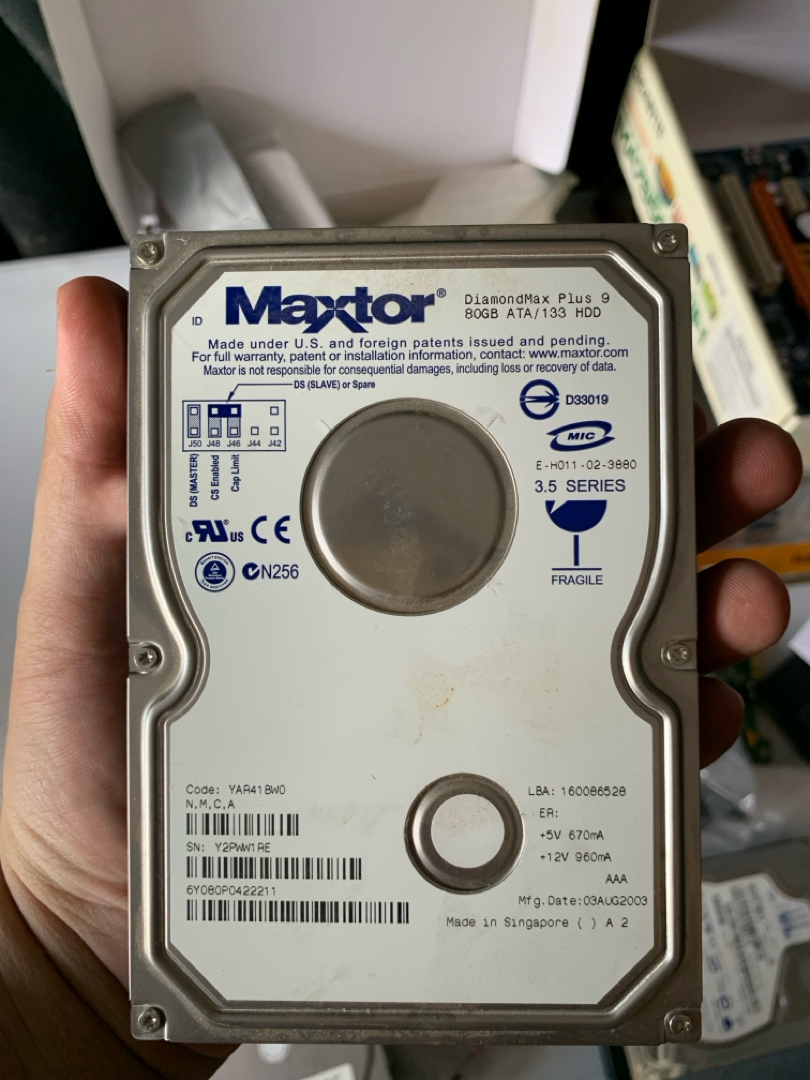 ID
Maxtor®
DiamondMax Plus 9
80GB ATA/133 HDD
Made under U.S. and foreign patents issued and pending.
For full warranty, patent or installation information, contact: www.maxtor.com
Maxtor is not responsible for consequential damages, including loss or recovery of data.
DS (SLAVE) or Spare
J50 J48 J46 J44 J42
DS (MASTER)
CS Enabled
Cap Limit
D33019
MIC
E-H011-02-3880
3.5 SERIES
FRAGILE
c RU® US CE
N256
Code: YAR41BW0
N,M,C,A
SN: Y2PWW1RE
6Y080P0422211
LBA: 160086528
ER:
+5V 670mA
+12V 960mA
AAA
Mfg.Date:03AUG2003
Made in Singapore ( ) A 2